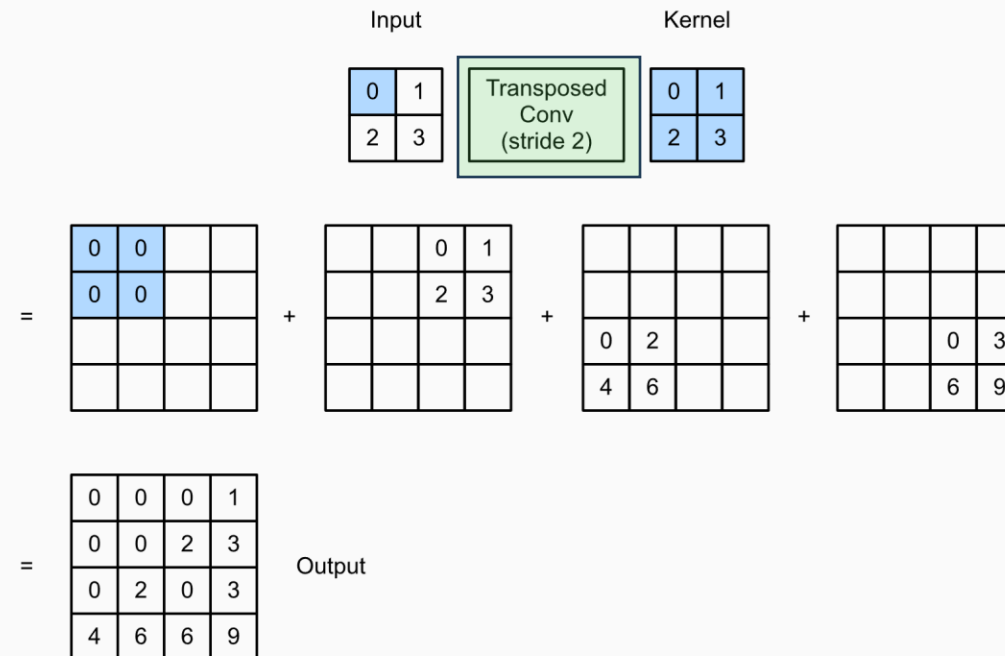 Input Kernel
0 1 Transposed 0 1
Conv
2 3 (stride 2) 2 3
0 0 0 1
0 0 2 3
= + + +
0 2 0 3
4 6 6 9
0 0 0 1
0 0 2 3
= Output
0 2 0 3
4 6 6 9